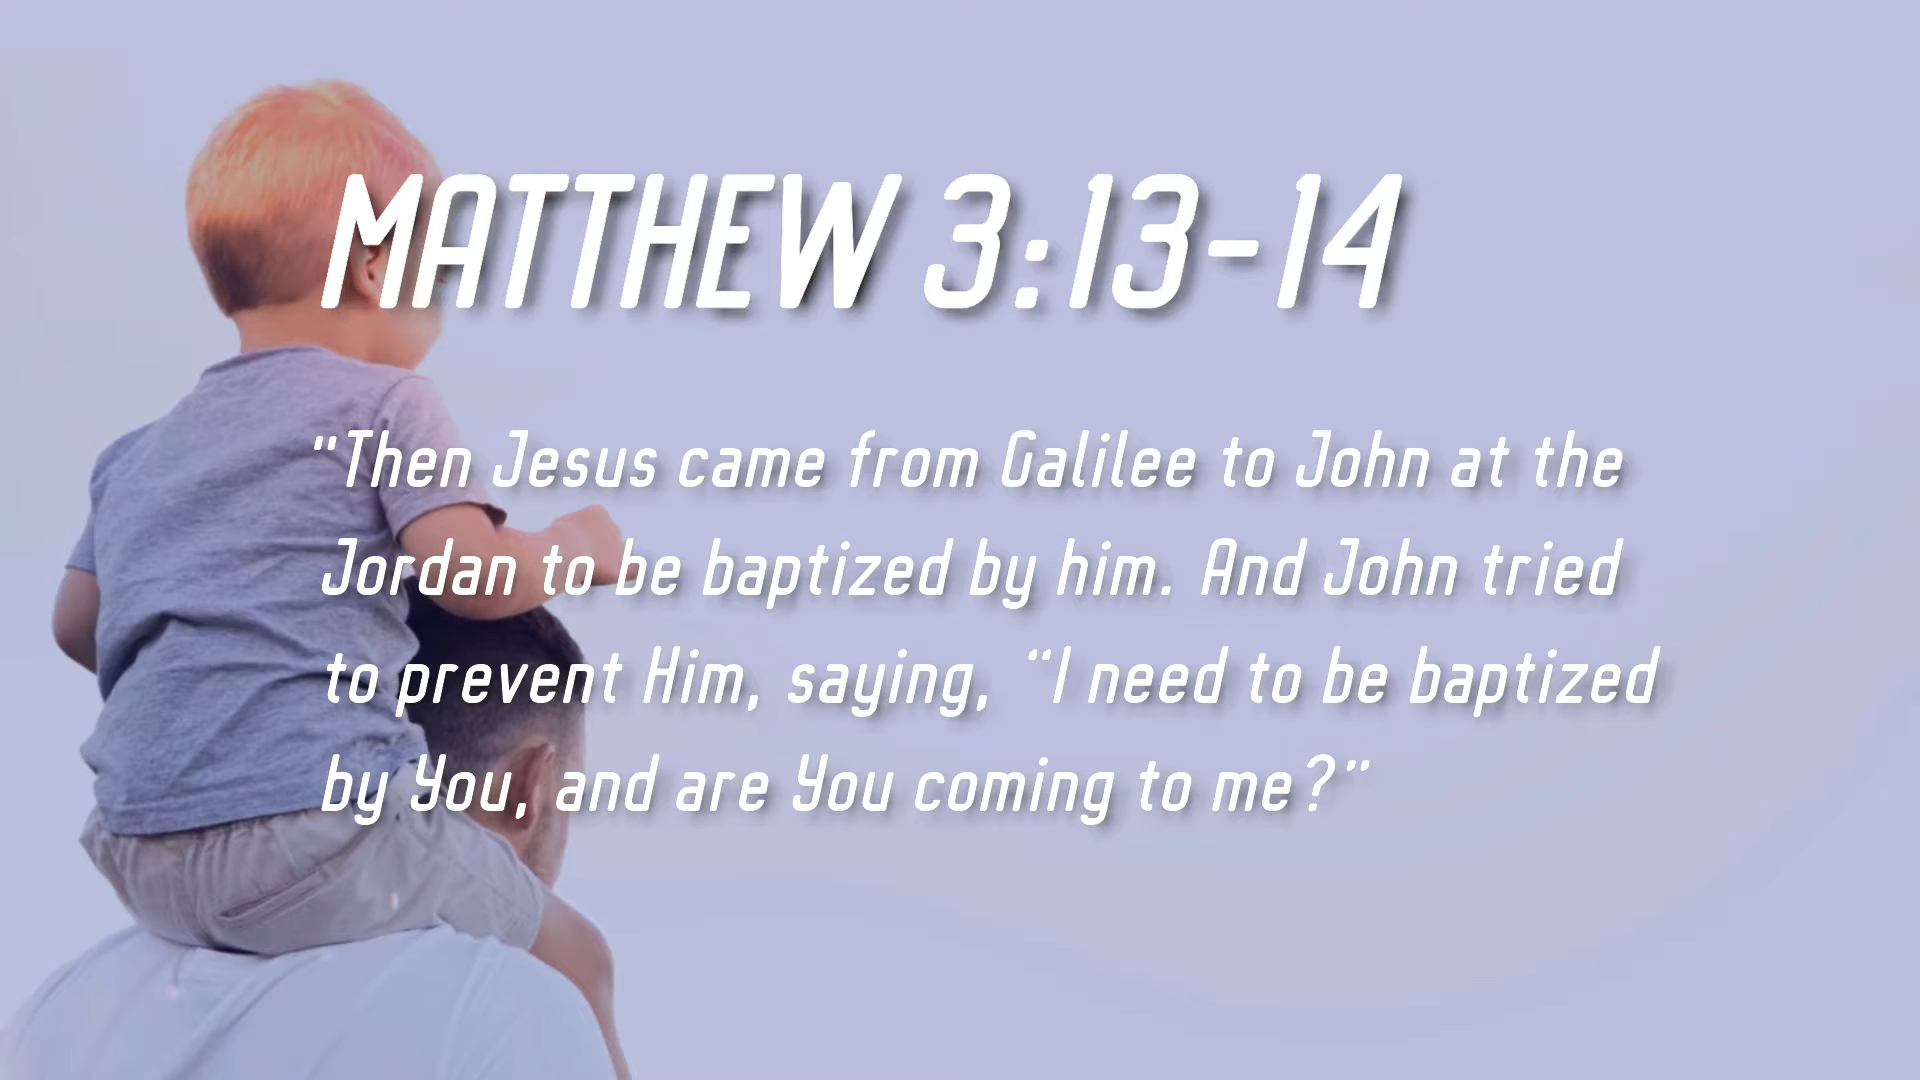 MATTHEW 3:13-14
"Then Jesus came from Galilee to John at the
Jordan to be baptized by him. And John tried
to prevent Him, saying, "I need to be baptized
by You, and are You coming to me?"